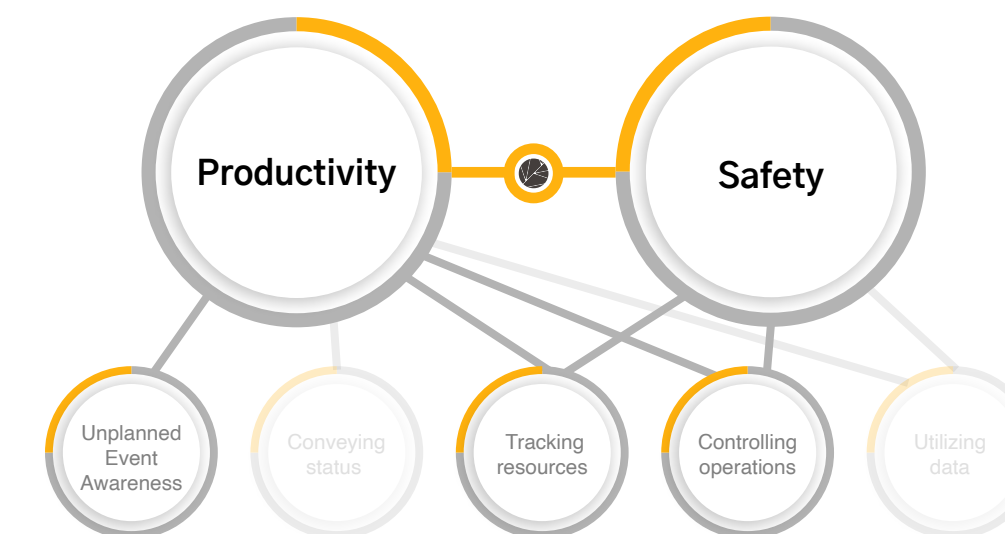 Productivity
Safety
Unplanned
Event
Awareness
Conveying
status
Tracking
resources
Controlling
operations
Utilizing
data